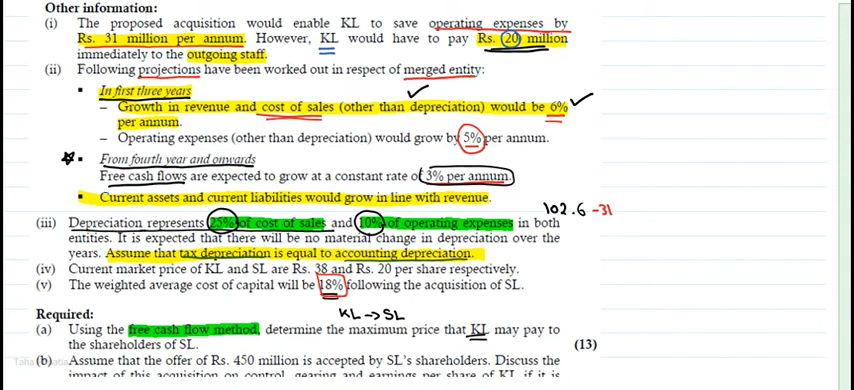 Other information:
(i) The proposed acquisition would enable KL to save operating expenses by
Rs. 31 million per annum. However, KL would have to pay Rs. 20 million
immediately to the outgoing staff.
(ii) Following projections have been worked out in respect of merged entity:
▪ In first three years
– Growth in revenue and cost of sales (other than depreciation) would be 6%
per annum.
– Operating expenses (other than depreciation) would grow by 5% per annum.
▪ From fourth year and onwards
Free cash flows are expected to grow at a constant rate of 3% per annum.
▪ Current assets and current liabilities would grow in line with revenue.
102.6 -31
(iii) Depreciation represents 25% of cost of sales and 10% of operating expenses in both
entities. It is expected that there will be no material change in depreciation over the
years. Assume that tax depreciation is equal to accounting depreciation.
(iv) Current market price of KL and SL are Rs. 38 and Rs. 20 per share respectively.
(v) The weighted average cost of capital will be 18% following the acquisition of SL.
KL → SL
Required:
(a) Using the free cash flow method, determine the maximum price that KL may pay to
the shareholders of SL. (13)
(b) Assume that the offer of Rs. 450 million is accepted by SL's shareholders. Discuss the
impact of this acquisition on control, gearing and earnings per share of KL if it is
Taha